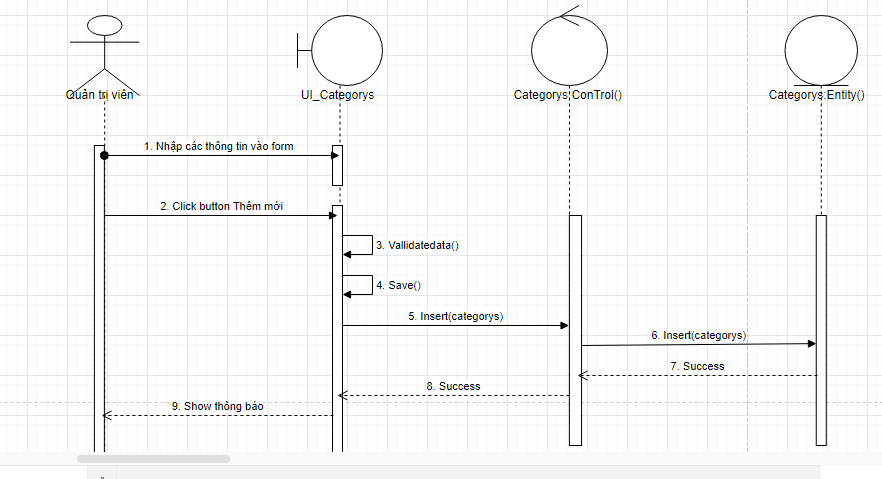 Quản trị viên
UI_Categorys
Categorys:ConTrol()
Categorys:Entity()
1. Nhập các thông tin vào form
2. Click button Thêm mới
3. Vallidatedata()
4. Save()
5. Insert(categorys)
6. Insert(categorys)
7. Success
8. Success
9. Show thông báo